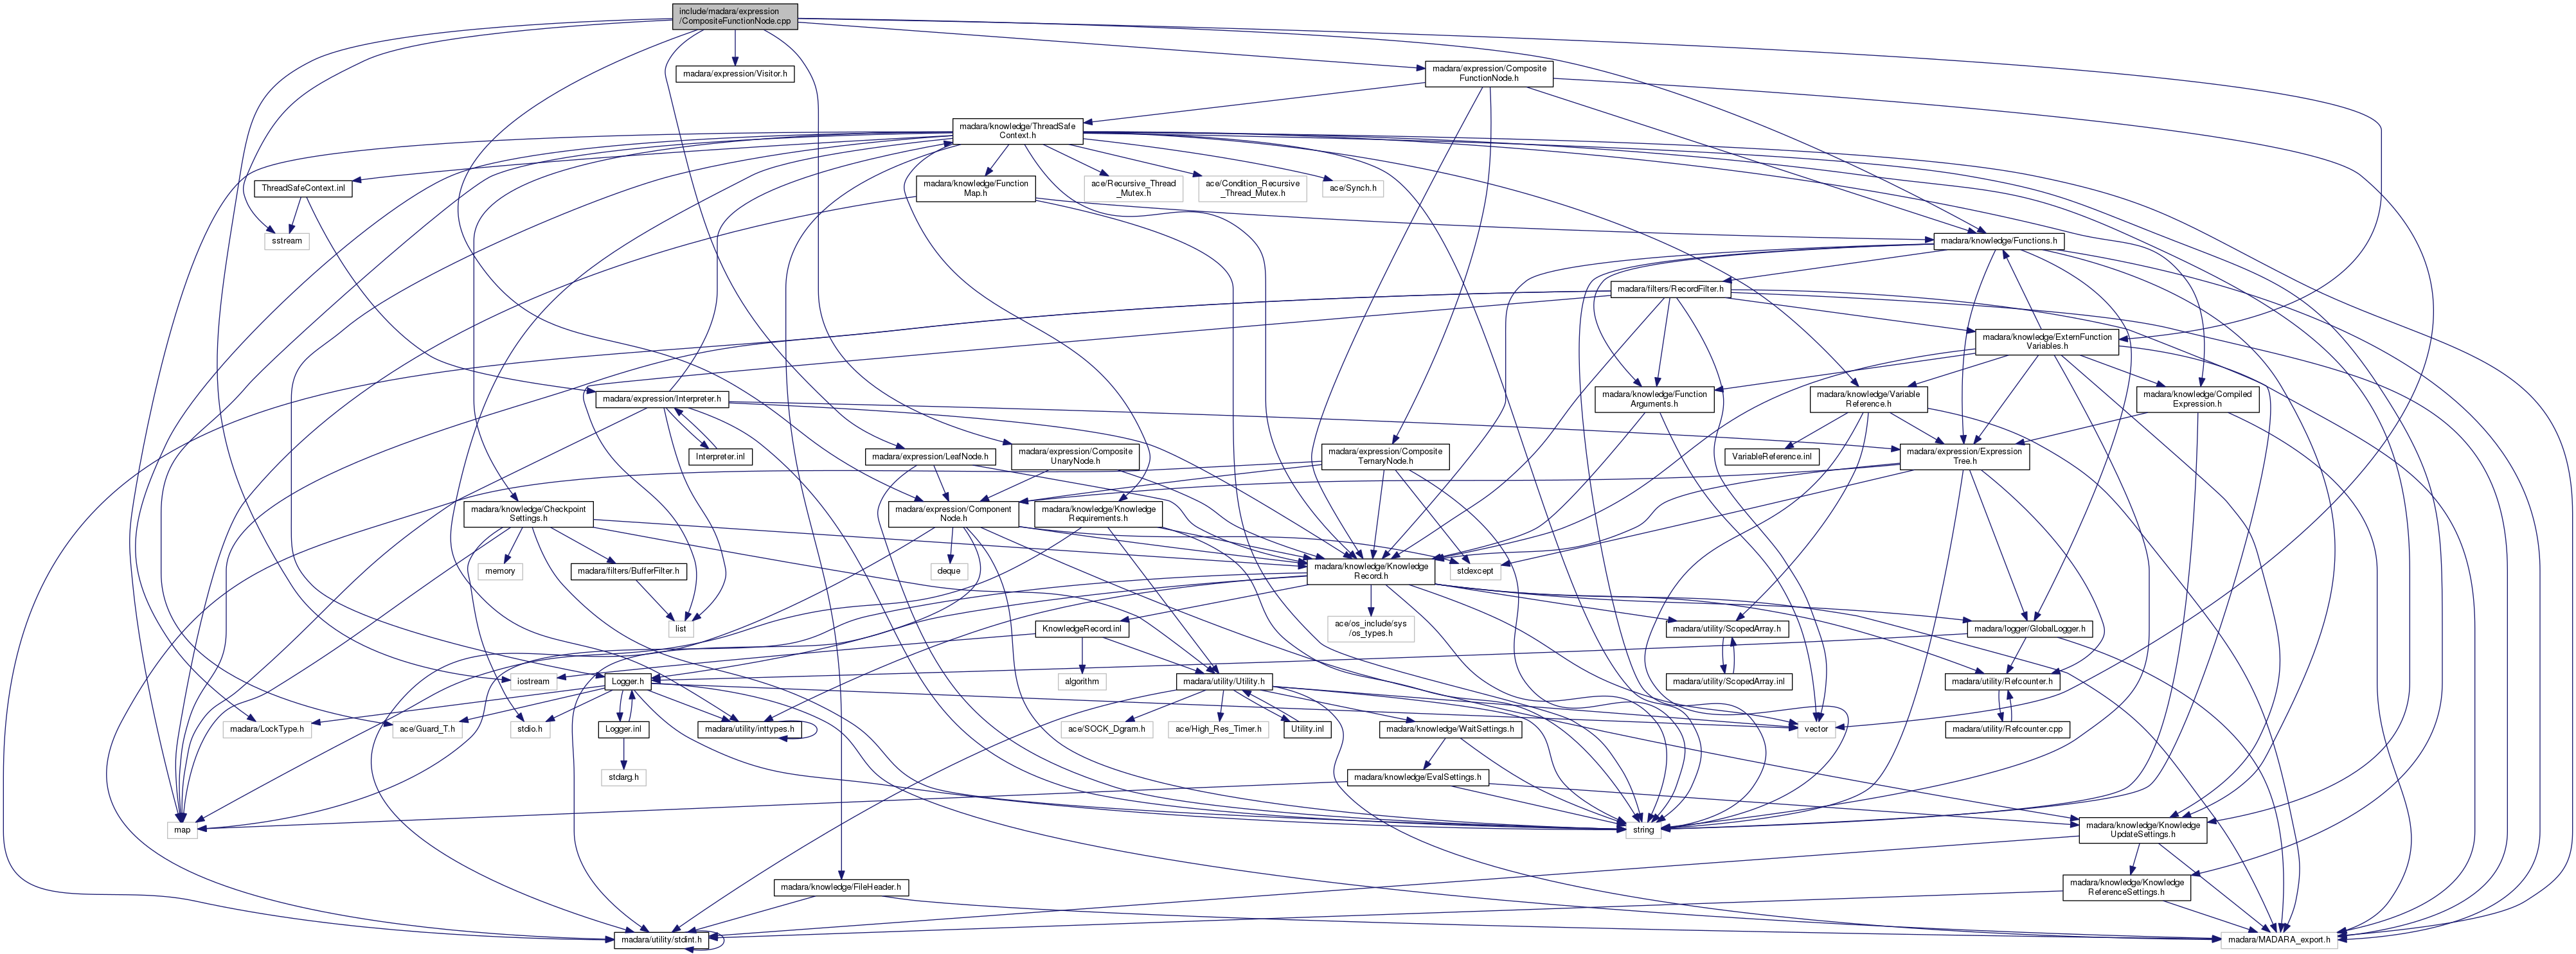 include/madara/expression
/CompositeFunctionNode.cpp
madara/expression/Visitor.h
madara/expression/Composite
FunctionNode.h
madara/knowledge/ThreadSafe
Context.h
ThreadSafeContext.inl
madara/knowledge/Function
Map.h
ace/Recursive_Thread
_Mutex.h
ace/Condition_Recursive
_Thread_Mutex.h
ace/Synch.h
sstream
madara/knowledge/Functions.h
madara/filters/RecordFilter.h
madara/knowledge/ExternFunction
Variables.h
madara/expression/Interpreter.h
madara/knowledge/Function
Arguments.h
madara/knowledge/Variable
Reference.h
madara/knowledge/Compiled
Expression.h
Interpreter.inl
madara/expression/LeafNode.h
madara/expression/Composite
UnaryNode.h
madara/expression/Composite
TernaryNode.h
VariableReference.inl
madara/expression/Expression
Tree.h
madara/knowledge/Checkpoint
Settings.h
madara/expression/Component
Node.h
madara/knowledge/Knowledge
Requirements.h
memory
madara/filters/BufferFilter.h
deque
madara/knowledge/Knowledge
Record.h
stdexcept
list
KnowledgeRecord.inl
ace/os_include/sys
/os_types.h
madara/utility/ScopedArray.h
madara/logger/GlobalLogger.h
iostream
Logger.h
algorithm
madara/utility/Utility.h
madara/utility/ScopedArray.inl
madara/utility/Refcounter.h
madara/LockType.h
ace/Guard_T.h
stdio.h
Logger.inl
madara/utility/inttypes.h
ace/SOCK_Dgram.h
ace/High_Res_Timer.h
Utility.inl
madara/knowledge/WaitSettings.h
vector
madara/utility/Refcounter.cpp
stdarg.h
madara/knowledge/EvalSettings.h
map
string
madara/knowledge/Knowledge
UpdateSettings.h
madara/knowledge/FileHeader.h
madara/knowledge/Knowledge
ReferenceSettings.h
madara/utility/stdint.h
madara/MADARA_export.h